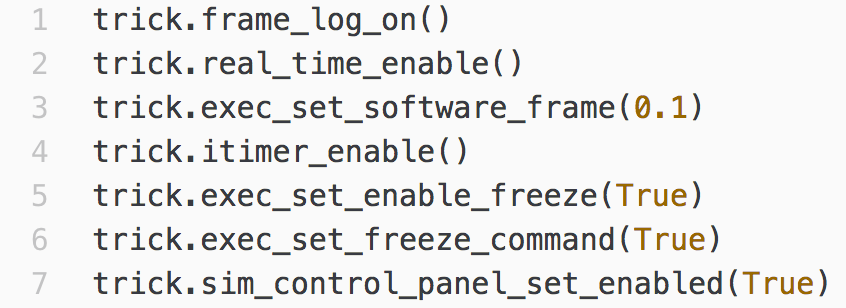 1 trick.frame_log_on()
2 trick.real_time_enable()
3 trick.exec_set_software_frame(0.1)
4 trick.itimer_enable()
5 trick.exec_set_enable_freeze(True)
6 trick.exec_set_freeze_command(True)
7 trick.sim_control_panel_set_enabled(True)